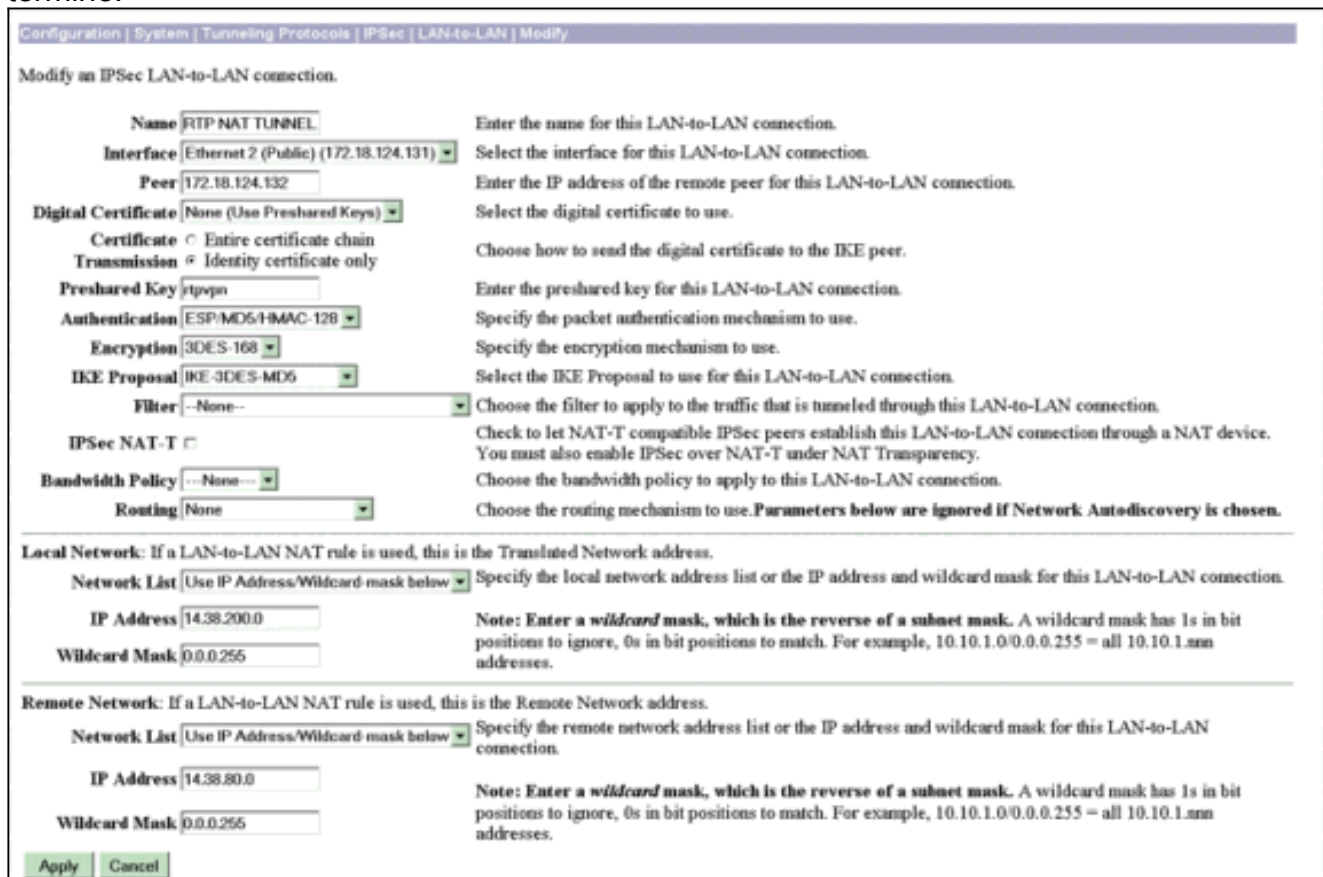 termine.
Configuration | System | Tunneling Protocols | IPSec | LAN-to-LAN | Modify
Modify an IPSec LAN-to-LAN connection.
Name RTP NAT TUNNEL Enter the name for this LAN-to-LAN connection.
Interface Ethernet 2 (Public) (172.18.124.131) Select the interface for this LAN-to-LAN connection.
Peer 172.18.124.132 Enter the IP address of the remote peer for this LAN-to-LAN connection.
Digital Certificate None (Use Preshared Keys) Select the digital certificate to use.
Certificate Entire certificate chain
Transmission Identity certificate only
Choose how to send the digital certificate to the IKE peer.
Preshared Key rtpvpn Enter the preshared key for this LAN-to-LAN connection.
Authentication ESP/MD5/HMAC-128 Specify the packet authentication mechanism to use.
Encryption 3DES-168 Specify the encryption mechanism to use.
IKE Proposal IKE-3DES-MD5 Select the IKE Proposal to use for this LAN-to-LAN connection.
Filter --None-- Choose the filter to apply to the traffic that is tunneled through this LAN-to-LAN connection.
IPSec NAT-T Check to let NAT-T compatible IPSec peers establish this LAN-to-LAN connection through a NAT device.
You must also enable IPSec over NAT-T under NAT Transparency.
Bandwidth Policy ---None--- Choose the bandwidth policy to apply to this LAN-to-LAN connection.
Routing None Choose the routing mechanism to use.Parameters below are ignored if Network Autodiscovery is chosen.
Local Network: If a LAN-to-LAN NAT rule is used, this is the Translated Network address.
Network List Use IP Address/Wildcard-mask below Specify the local network address list or the IP address and wildcard mask for this LAN-to-LAN connection.
IP Address 14.38.200.0
Wildcard Mask 0.0.0.255
Note: Enter a wildcard mask, which is the reverse of a subnet mask. A wildcard mask has 1s in bit
positions to ignore, 0s in bit positions to match. For example, 10.10.1.0/0.0.0.255 = all 10.10.1.nnn
addresses.
Remote Network: If a LAN-to-LAN NAT rule is used, this is the Remote Network address.
Network List Use IP Address/Wildcard-mask below Specify the remote network address list or the IP address and wildcard mask for this LAN-to-LAN
connection.
IP Address 14.38.80.0
Wildcard Mask 0.0.0.255
Note: Enter a wildcard mask, which is the reverse of a subnet mask. A wildcard mask has 1s in bit
positions to ignore, 0s in bit positions to match. For example, 10.10.1.0/0.0.0.255 = all 10.10.1.nnn
addresses.
Apply Cancel